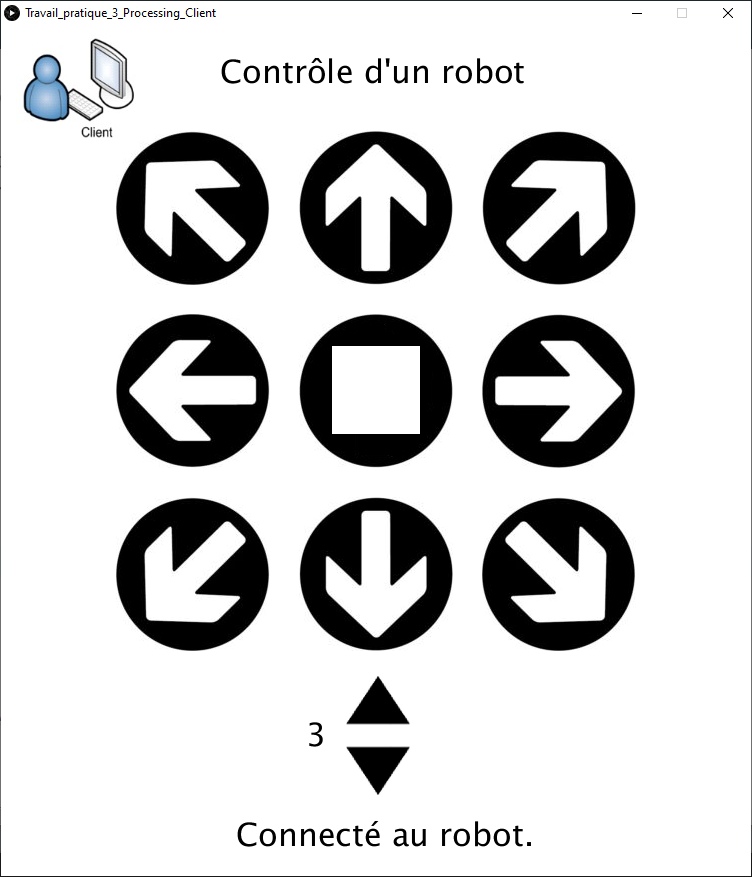 Travail_pratique_3_Processing_Client
Contrôle d'un robot
Client
3
Connecté au robot.